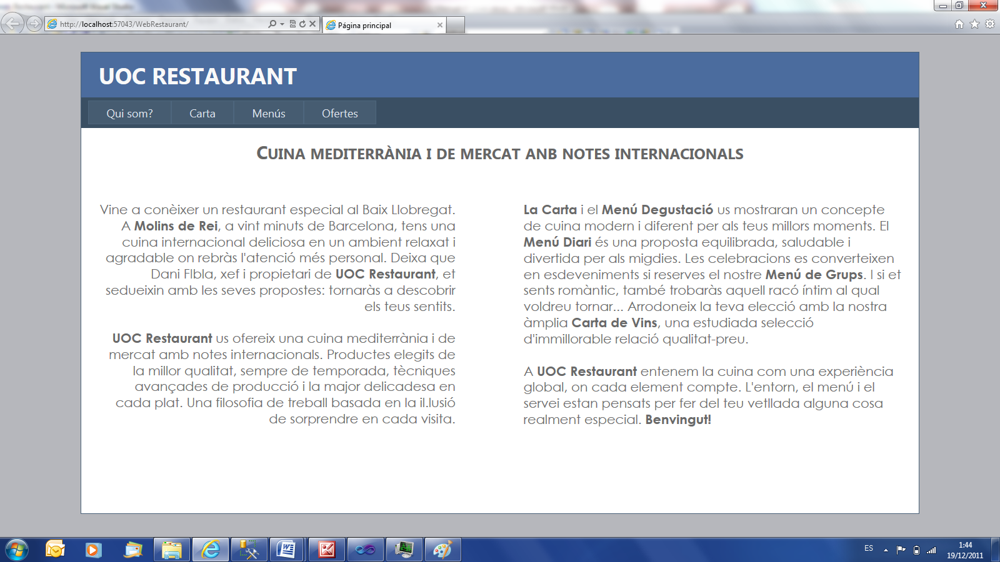 http://localhost:57043/WebRestaurant/
Página principal
UOC RESTAURANT
Qui som?
Carta
Menús
Ofertes
CUINA MEDITERRÀNIA I DE MERCAT ANB NOTES INTERNACIONALS
Vine a conèixer un restaurant especial al Baix Llobregat.
A Molins de Rei, a vint minuts de Barcelona, tens una
cuina internacional deliciosa en un ambient relaxat i
agradable on rebràs l'atenció més personal. Deixa que
Dani FIbla, xef i propietari de UOC Restaurant, et
sedueixin amb les seves propostes: tornaràs a descobrir
els teus sentits.
UOC Restaurant us ofereix una cuina mediterrània i de
mercat amb notes internacionals. Productes elegits de
la millor qualitat, sempre de temporada, tècniques
avançades de producció i la major delicadesa en
cada plat. Una filosofia de treball basada en la il.lusió
de sorprendre en cada visita.
La Carta i el Menú Degustació us mostraran un concepte
de cuina modern i diferent per als teus millors moments. El
Menú Diari és una proposta equilibrada, saludable i
divertida per als migdies. Les celebracions es converteixen
en esdeveniments si reserves el nostre Menú de Grups. I si et
sents romàntic, també trobaràs aquell racó íntim al qual
voldreu tornar... Arrodoneix la teva elecció amb la nostra
àmplia Carta de Vins, una estudiada selecció
d'immillorable relació qualitat-preu.
A UOC Restaurant entenem la cuina com una experiència
global, on cada element compte. L'entorn, el menú i el
servei estan pensats per fer del teu vetllada alguna cosa
realment especial. Benvingut!
ES
1:44
19/12/2011